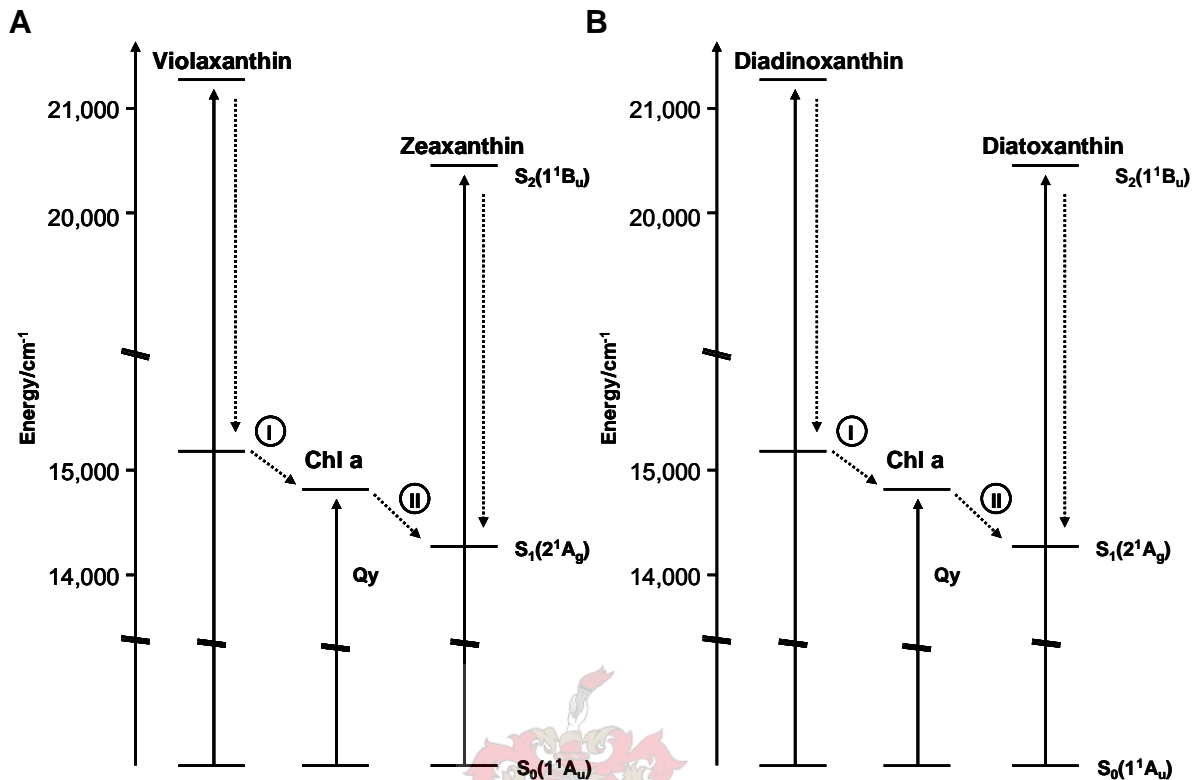 A
Violaxanthin
21,000
Zeaxanthin
S₂(1¹Bᵤ)
20,000
Energy/cm⁻¹
I
15,000
Chl a
II
S₁(2¹A_g)
14,000
Qy
S₀(1¹Aᵤ)
B
Diadinoxanthin
21,000
Diatoxanthin
S₂(1¹Bᵤ)
20,000
Energy/cm⁻¹
I
15,000
Chl a
II
S₁(2¹A_g)
14,000
Qy
S₀(1¹Aᵤ)